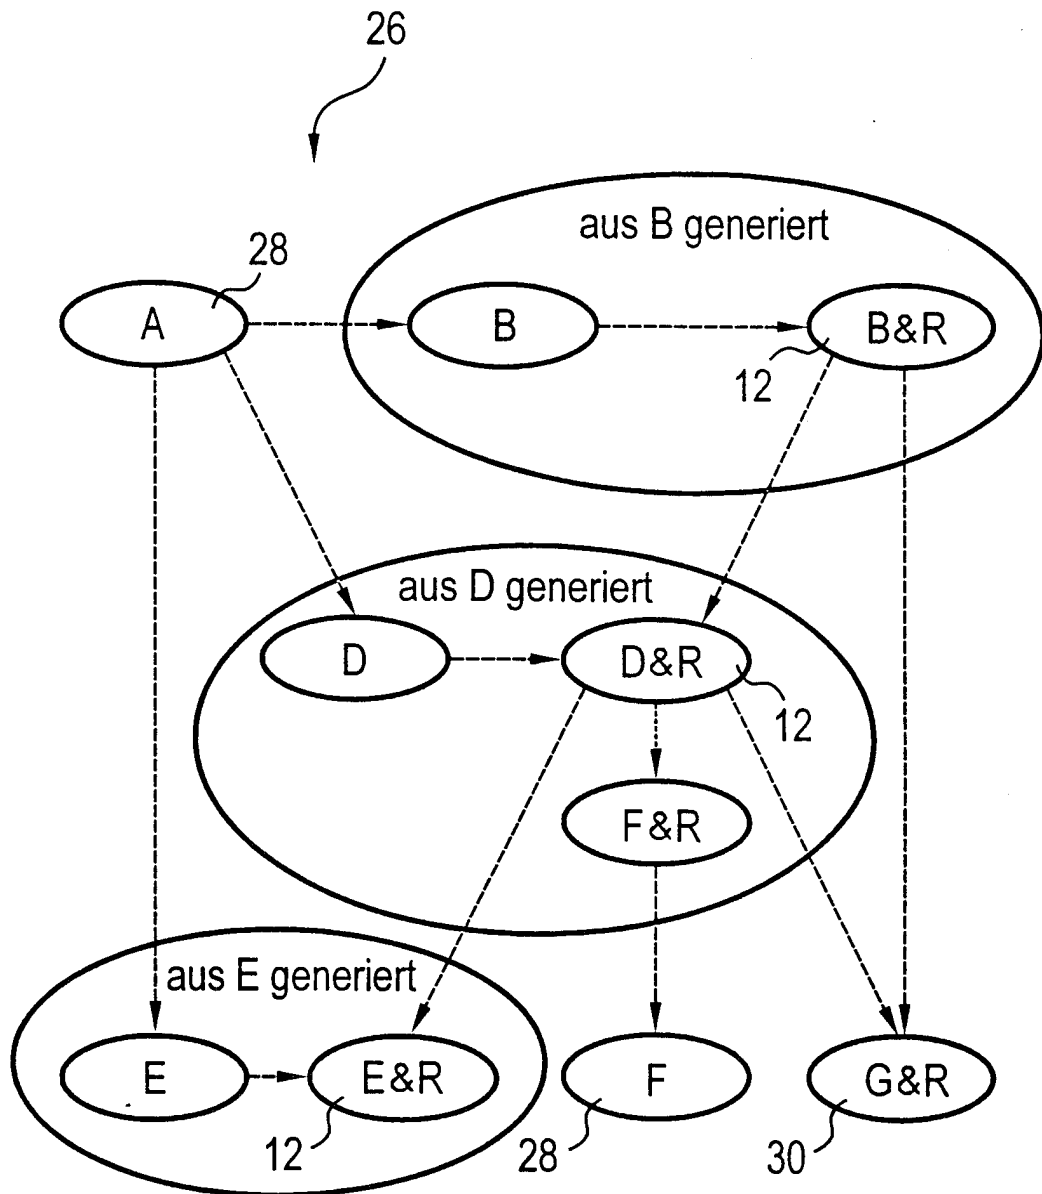 26
aus B generiert
28
A
B
B&R
12
aus D generiert
D
D&R
12
F&R
aus E generiert
E
E&R
F
G&R
12
28
30